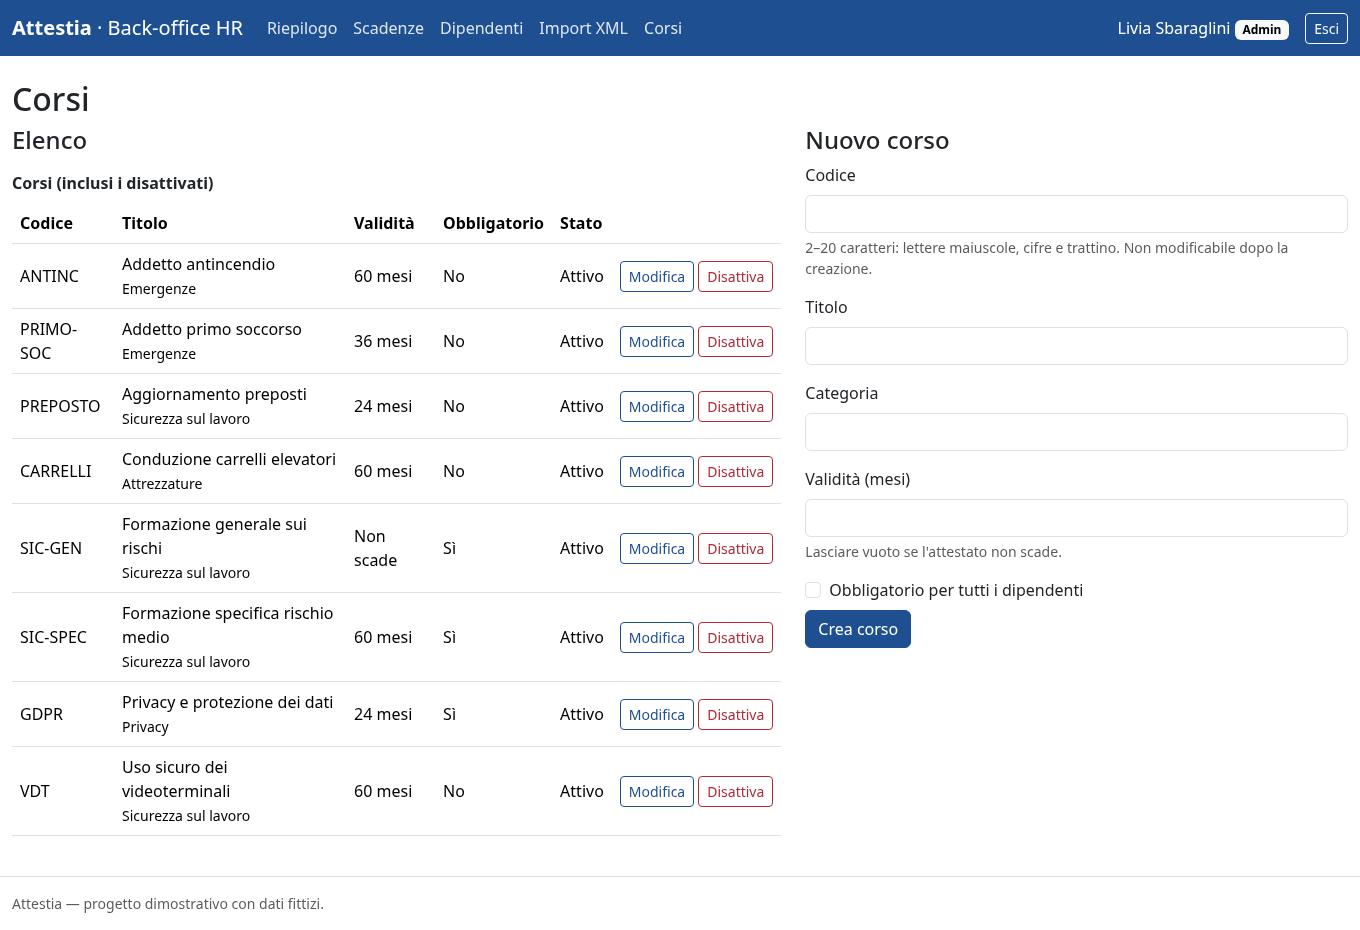 Attestia · Back-office HR Riepilogo Scadenze Dipendenti Import XML Corsi Livia Sbaraglini Admin Esci
Corsi
Elenco
Corsi (inclusi i disattivati)
Codice Titolo Validità Obbligatorio Stato
ANTINC Addetto antincendio
Emergenze 60 mesi No Attivo Modifica Disattiva
PRIMO-
SOC Addetto primo soccorso
Emergenze 36 mesi No Attivo Modifica Disattiva
PREPOSTO Aggiornamento preposti
Sicurezza sul lavoro 24 mesi No Attivo Modifica Disattiva
CARRELLI Conduzione carrelli elevatori
Attrezzature 60 mesi No Attivo Modifica Disattiva
SIC-GEN Formazione generale sui
rischi
Sicurezza sul lavoro Non
scade Sì Attivo Modifica Disattiva
SIC-SPEC Formazione specifica rischio
medio
Sicurezza sul lavoro 60 mesi Sì Attivo Modifica Disattiva
GDPR Privacy e protezione dei dati
Privacy 24 mesi Sì Attivo Modifica Disattiva
VDT Uso sicuro dei
videoterminali
Sicurezza sul lavoro 60 mesi No Attivo Modifica Disattiva
Nuovo corso
Codice
2–20 caratteri: lettere maiuscole, cifre e trattino. Non modificabile dopo la
creazione.
Titolo
Categoria
Validità (mesi)
Lasciare vuoto se l'attestato non scade.
Obbligatorio per tutti i dipendenti
Crea corso
Attestia — progetto dimostrativo con dati fittizi.